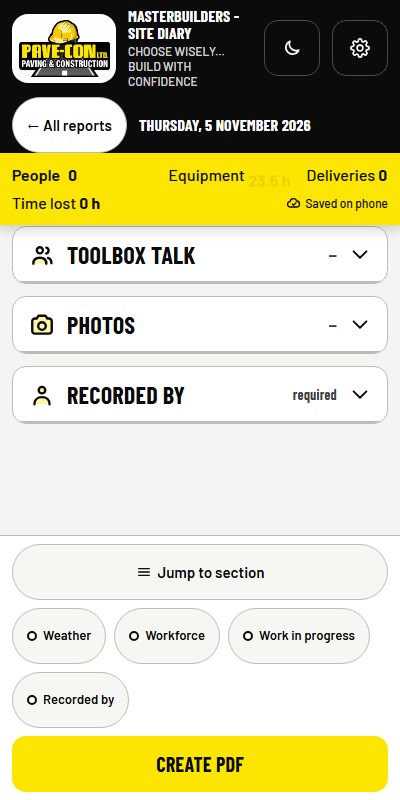 PAVE-CON LTD.
PAVING & CONSTRUCTION
MASTERBUILDERS -
SITE DIARY
CHOOSE WISELY...
BUILD WITH
CONFIDENCE
← All reports
THURSDAY, 5 NOVEMBER 2026
People 0
Equipment 23,5 h
Deliveries 0
Time lost 0 h
Saved on phone
TOOLBOX TALK
–
PHOTOS
–
RECORDED BY
required
Jump to section
Weather
Workforce
Work in progress
Recorded by
CREATE PDF